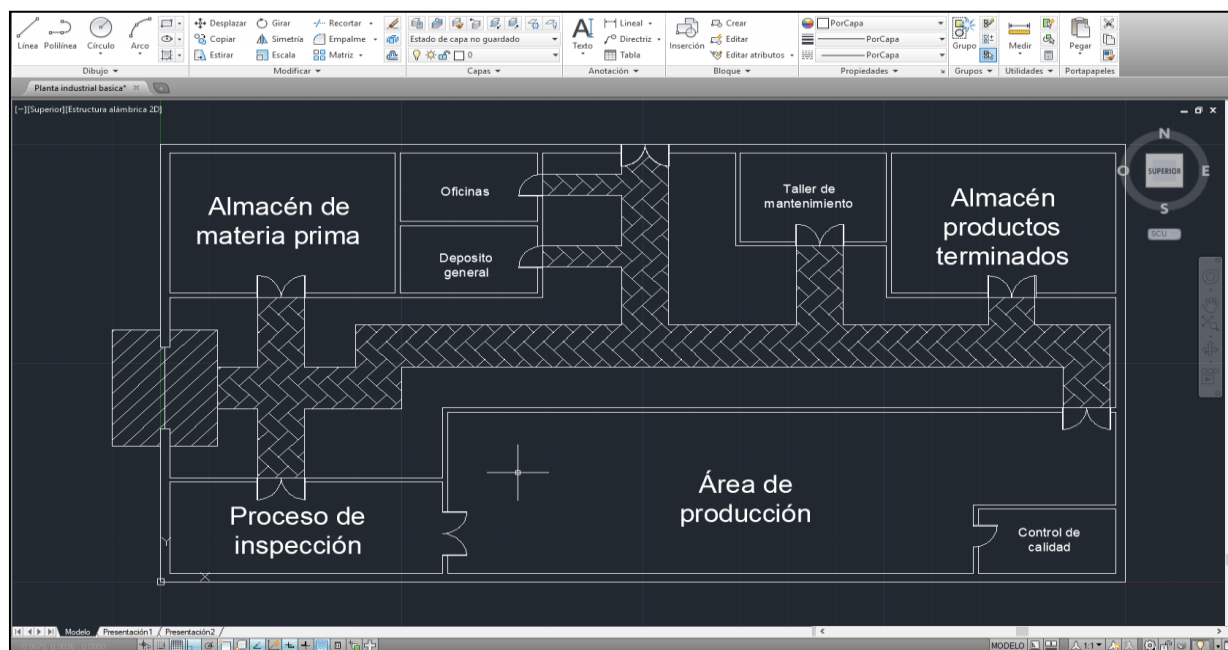 Línea Polilínea Círculo Arco
Desplazar Girar Recortar
Copiar Simetría Empalme
Estirar Escala Matriz
Dibujo Modificar
Estado de capa no guardado
0
Capas
Texto
Lineal
Directriz
Tabla
Anotación
Inserción
Crear
Editar
Editar atributos
Bloque
PorCapa
PorCapa
PorCapa
Propiedades
Grupo
Grupos
Medir
Utilidades
Pegar
Portapapeles
Planta industrial basica*
[−][Superior][Estructura alámbrica 2D]
N
O SUPERIOR E
S
SCU
Almacén de
materia prima
Oficinas
Deposito
general
Taller de
mantenimiento
Almacén
productos
terminados
Proceso de
inspección
Área de
producción
Control de
calidad
Y
X
Modelo Presentación1 Presentación2
MODELO
1:1